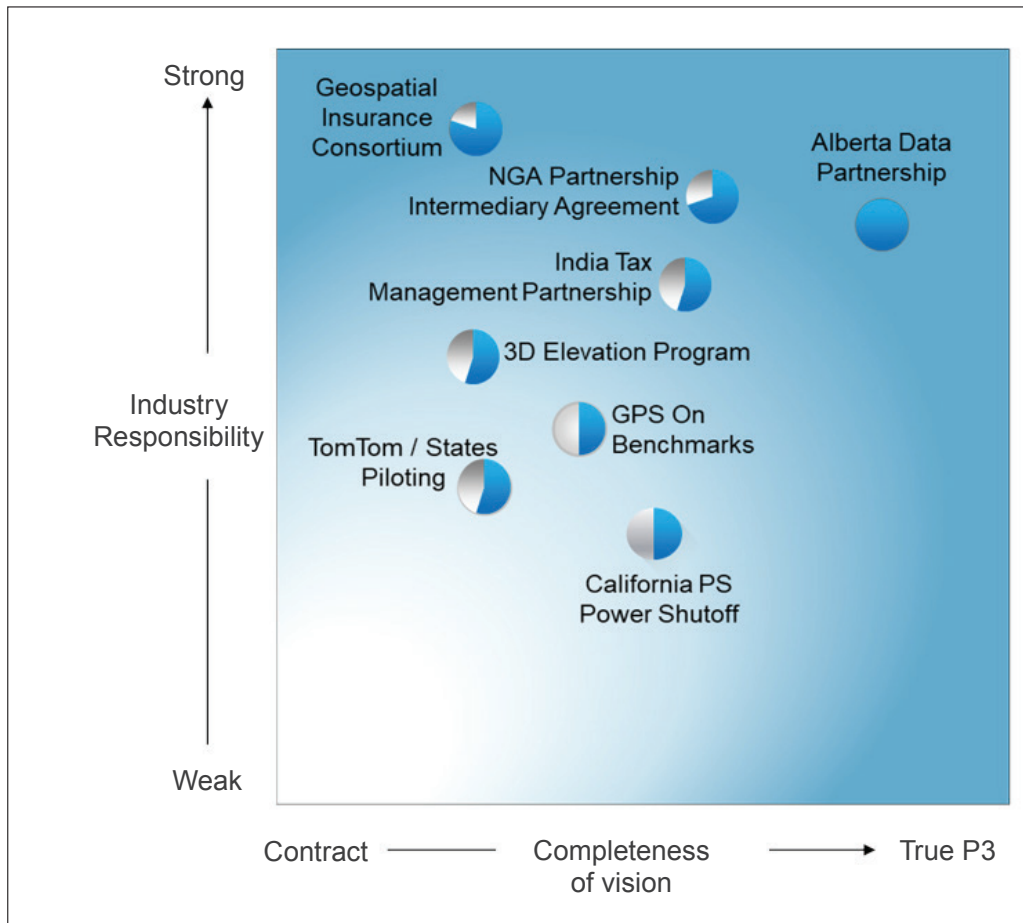 Strong
Geospatial
Insurance
Consortium
Alberta Data
Partnership
NGA Partnership
Intermediary Agreement
India Tax
Management Partnership
3D Elevation Program
Industry
Responsibility
GPS On
Benchmarks
TomTom / States
Piloting
California PS
Power Shutoff
Weak
Contract
Completeness
of vision
True P3